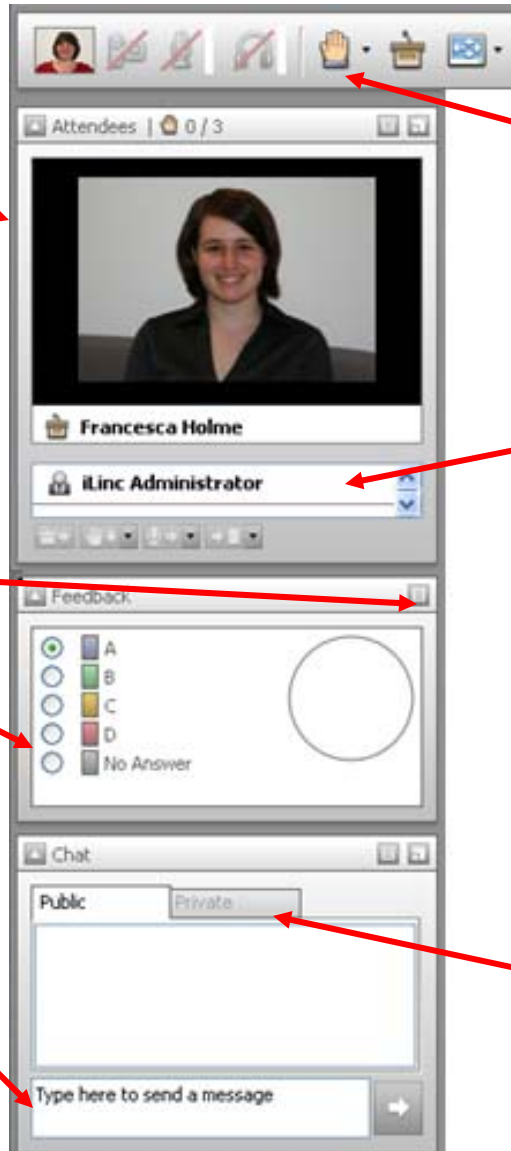 Attendees | 0 / 3
Francesca Holme
iLinc Administrator
Feedback
A
B
C
D
No Answer
Chat
Public Private
Type here to send a message